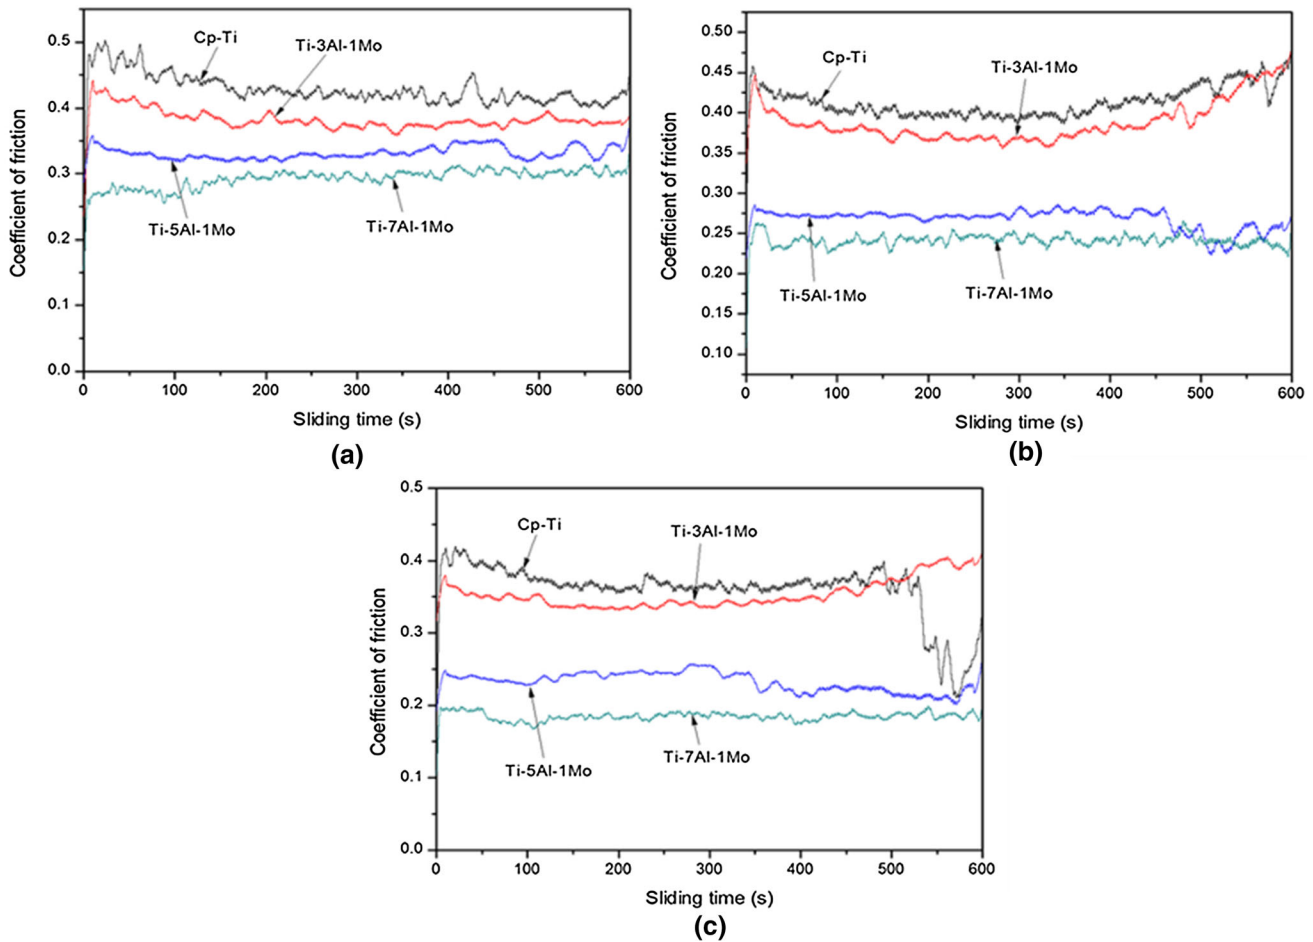 0.5
0.4
0.3
0.2
0.1
0.0
Coefficient of friction
Cp-Ti
Ti-3Al-1Mo
Ti-5Al-1Mo
Ti-7Al-1Mo
0 100 200 300 400 500 600
Sliding time (s)
(a)
0.50
0.45
0.40
0.35
0.30
0.25
0.20
0.15
0.10
Coefficient of friction
Cp-Ti
Ti-3Al-1Mo
Ti-5Al-1Mo
Ti-7Al-1Mo
0 100 200 300 400 500 600
Sliding time (s)
(b)
0.5
0.4
0.3
0.2
0.1
0.0
Coefficient of friction
Cp-Ti
Ti-3Al-1Mo
Ti-5Al-1Mo
Ti-7Al-1Mo
0 100 200 300 400 500 600
Sliding time (s)
(c)